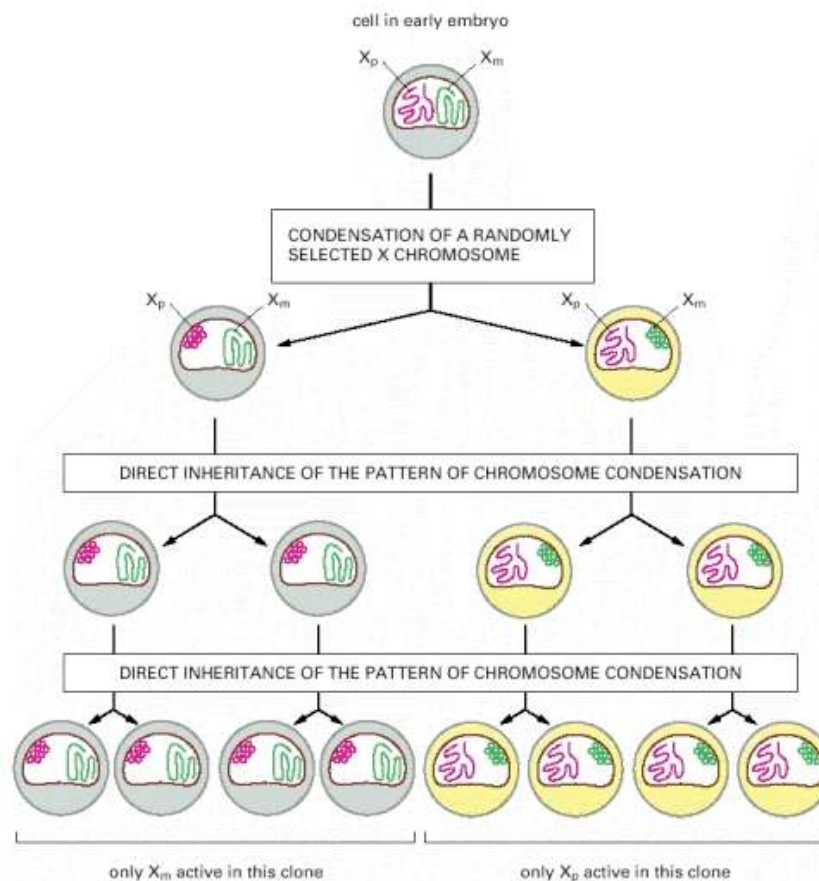 cell in early embryo
Xp Xm
CONDENSATION OF A RANDOMLY
SELECTED X CHROMOSOME
Xp Xm Xp Xm
DIRECT INHERITANCE OF THE PATTERN OF CHROMOSOME CONDENSATION
DIRECT INHERITANCE OF THE PATTERN OF CHROMOSOME CONDENSATION
only Xm active in this clone
only Xp active in this clone